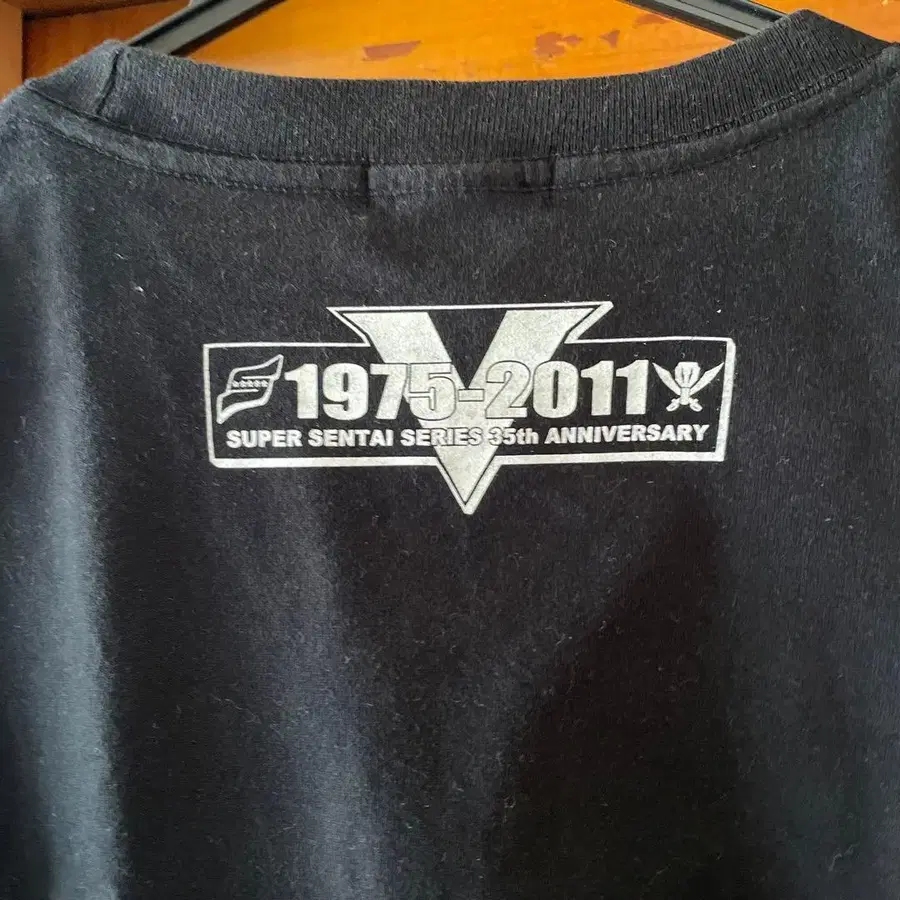 1975-2011
SUPER SENTAI SERIES 35th ANNIVERSARY